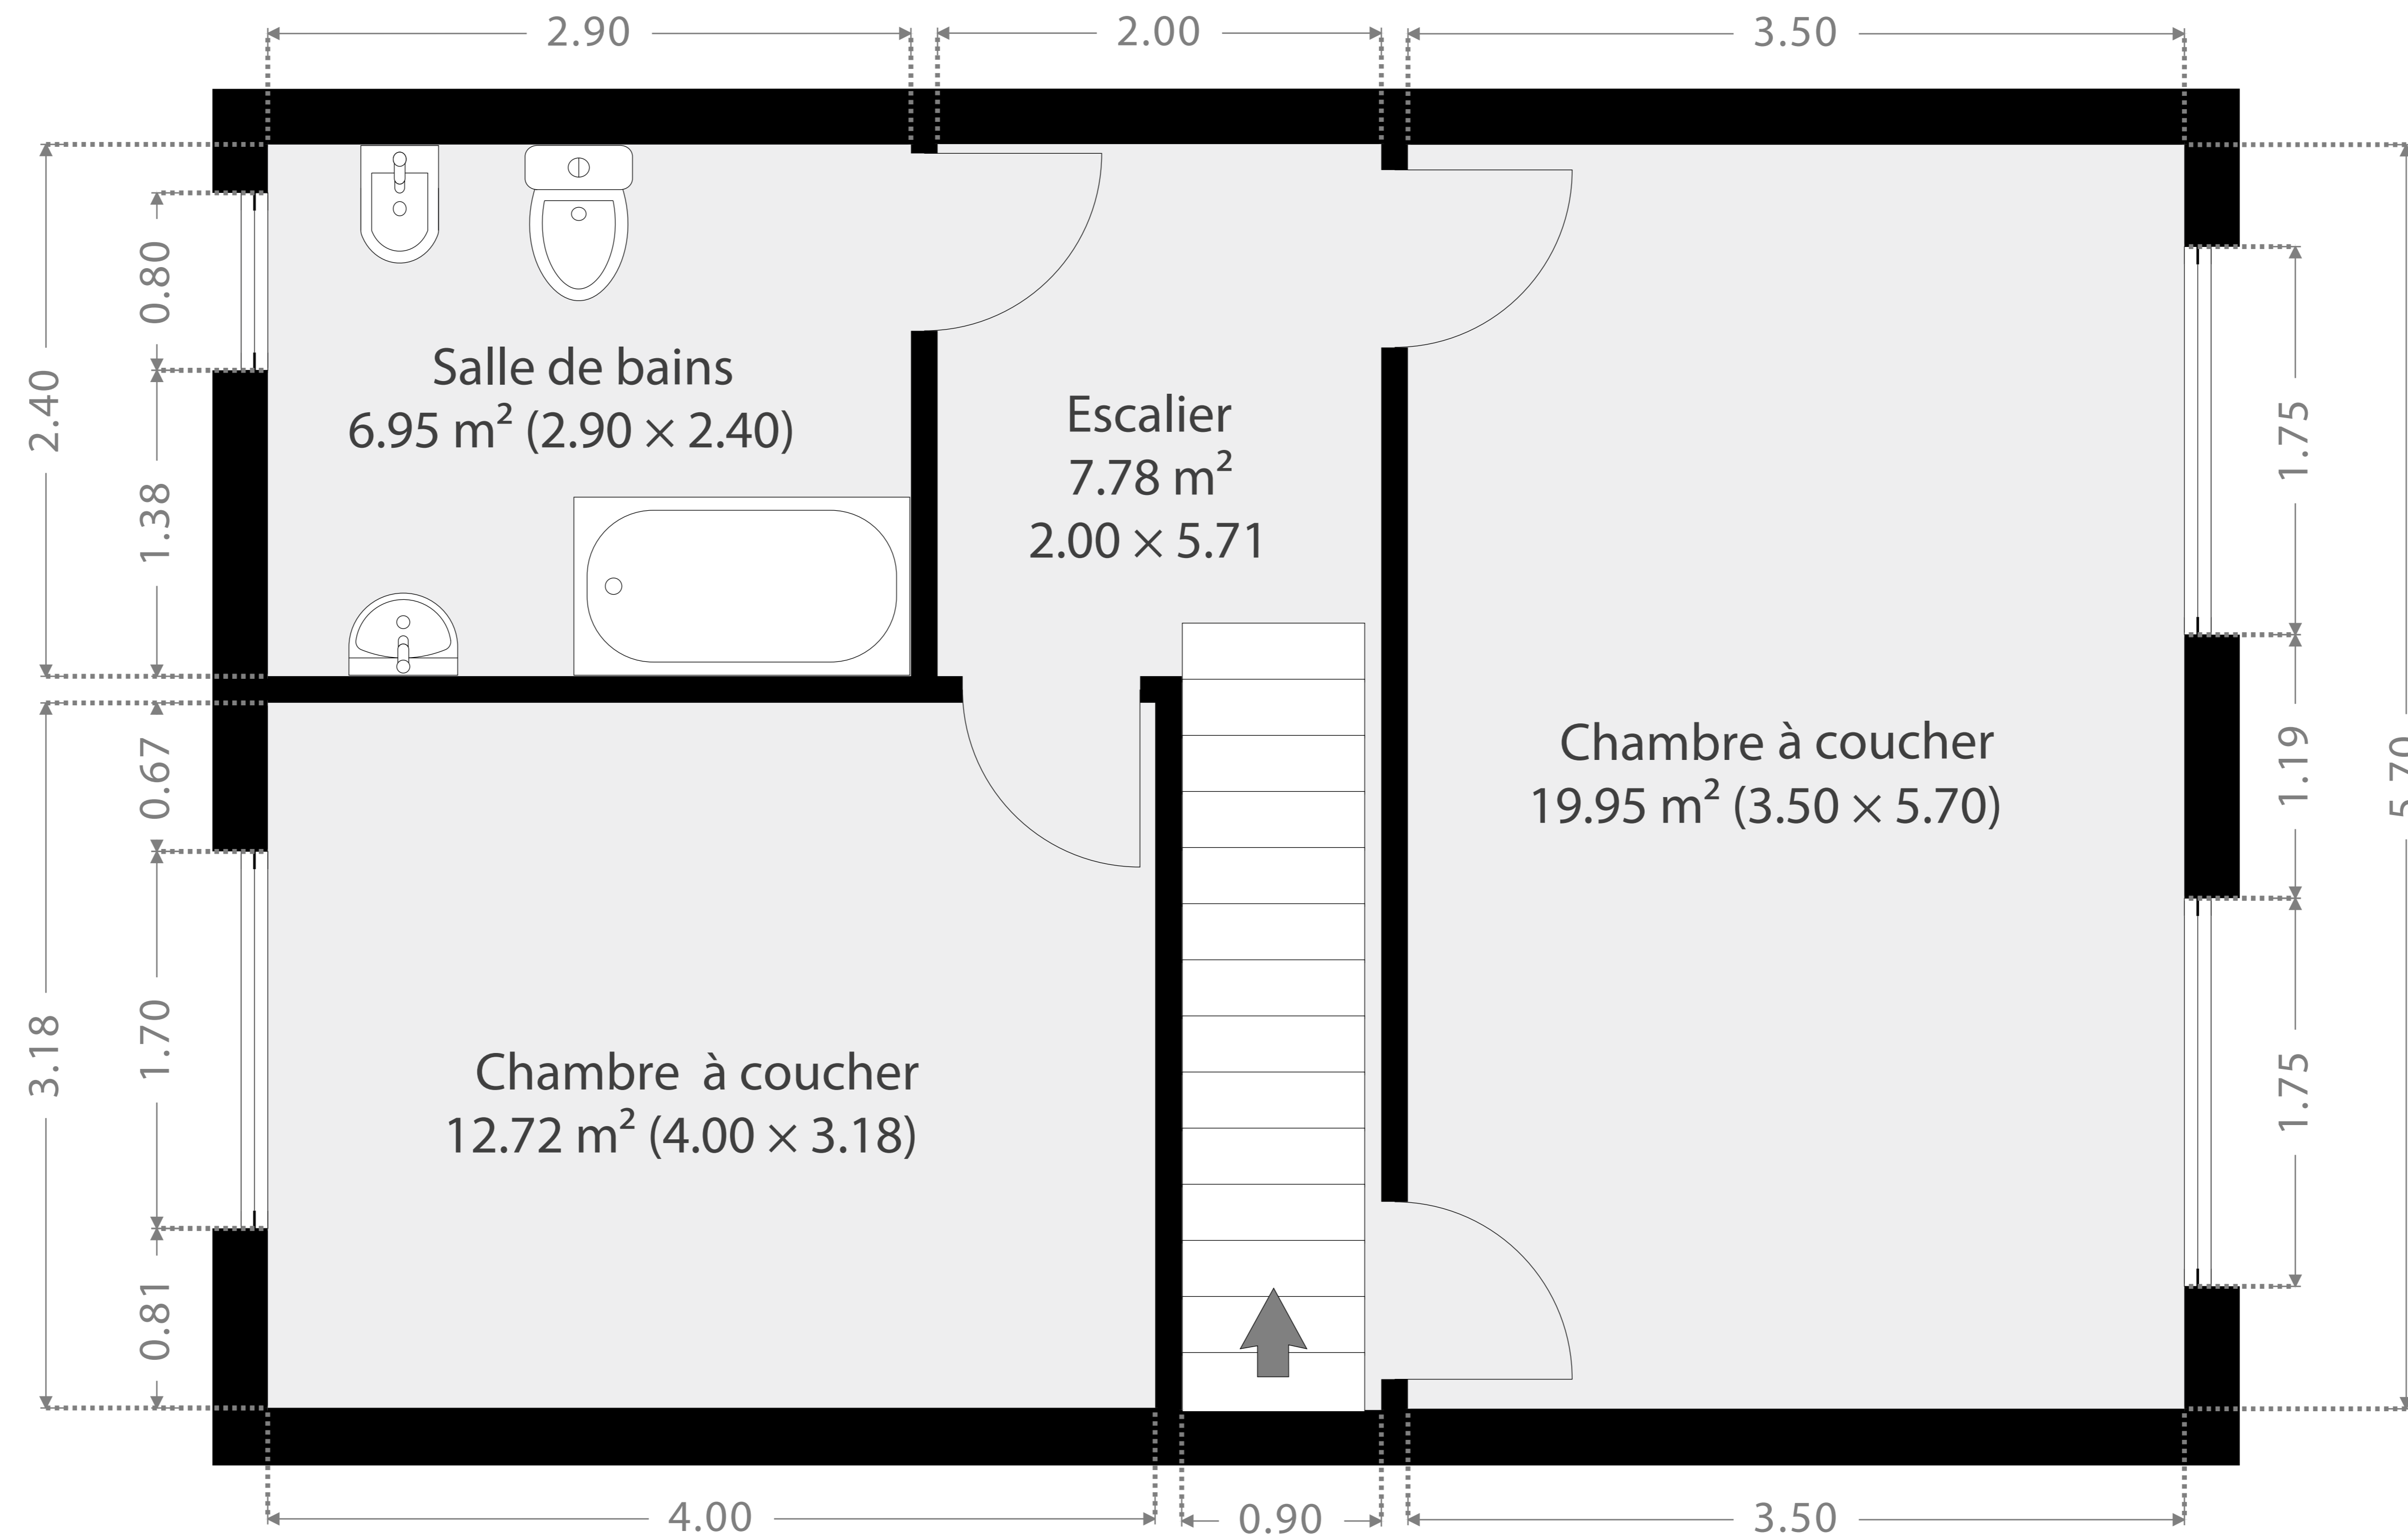 2.90
2.00
3.50
0.80
2.40
1.38
Salle de bains
6.95 m² (2.90 × 2.40)
Escalier
7.78 m²
2.00 × 5.71
1.75
0.67
3.18
1.70
0.81
Chambre à coucher
19.95 m² (3.50 × 5.70)
1.19
5.70
Chambre à coucher
12.72 m² (4.00 × 3.18)
1.75
4.00
0.90
3.50